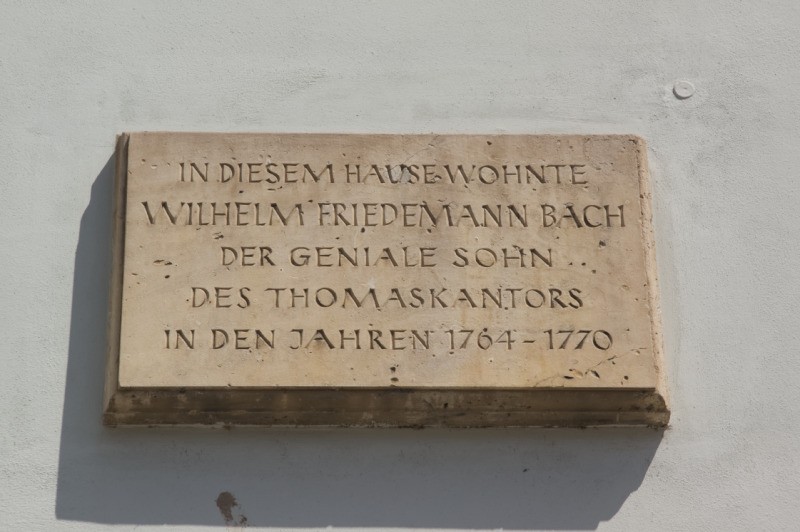 IN DIESEM HAUSE WOHNTE
WILHELM FRIEDEMANN BACH
DER GENIALE SOHN
DES THOMASKANTORS
IN DEN JAHREN 1764-1770